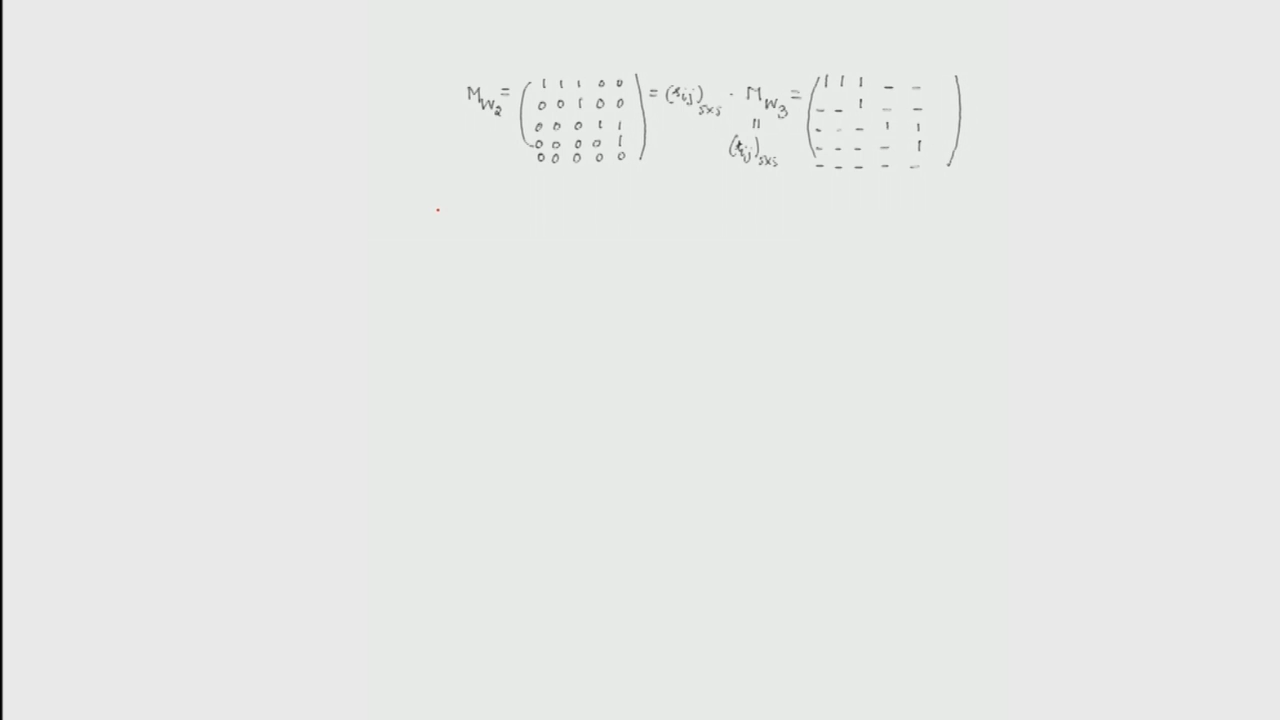 M_{W_2} = ( 1 1 1 0 0 ) = (r_{ij})_{5×5} . M_{W_3} = ( 1 1 1 – – )
0 0 1 0 0 – – 1 – –
0 0 0 1 1 = – – – 1 1
0 0 0 0 1 (t_{ij})_{5×5} – – – – 1
0 0 0 0 0 – – – – –